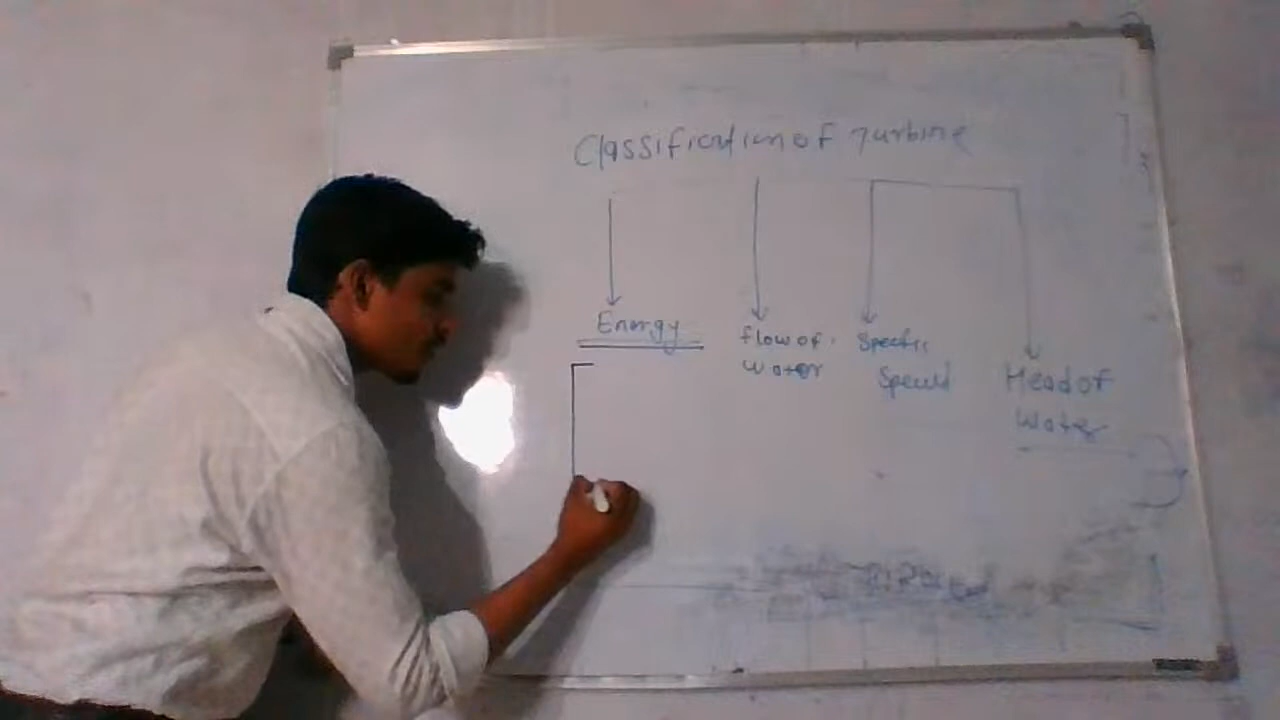 Classification of Turbine
Energy
flow of
water
Specific
Speed
Head of
Water